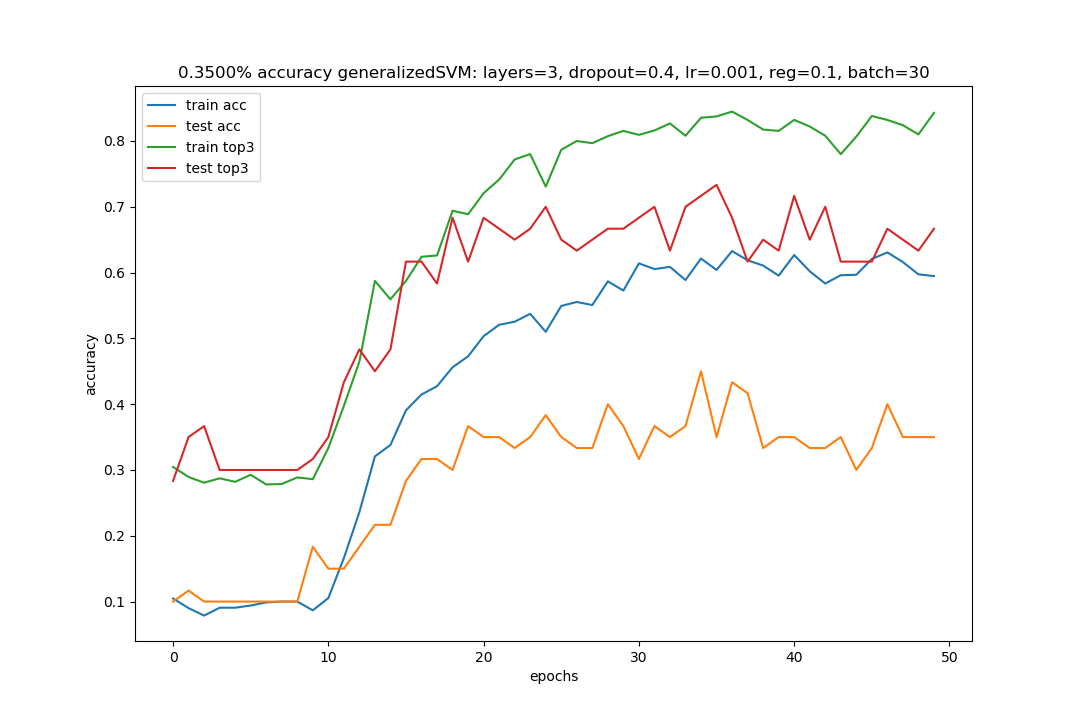 0.3500% accuracy generalizedSVM: layers=3, dropout=0.4, lr=0.001, reg=0.1, batch=30
train acc
test acc
train top3
test top3
0.8
0.7
0.6
0.5
0.4
0.3
0.2
0.1
accuracy
0 10 20 30 40 50
epochs